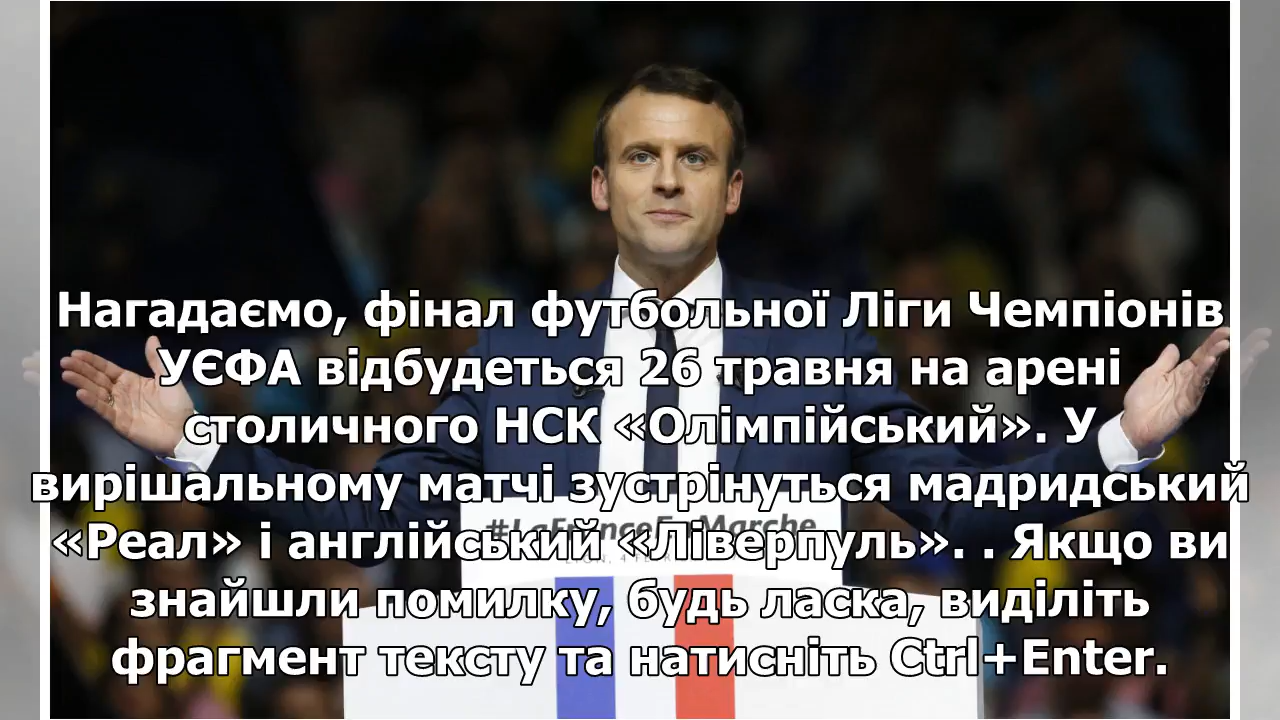 Нагадаємо, фінал футбольної Ліги Чемпіонів
УЄФА відбудеться 26 травня на арені
столичного НСК «Олімпійський». У
вирішальному матчі зустрінуться мадридський
«Реал» і англійський «Ліверпуль». . Якщо ви
знайшли помилку, будь ласка, виділіть
фрагмент тексту та натисніть Ctrl+Enter.
#LaFranceEnMarche